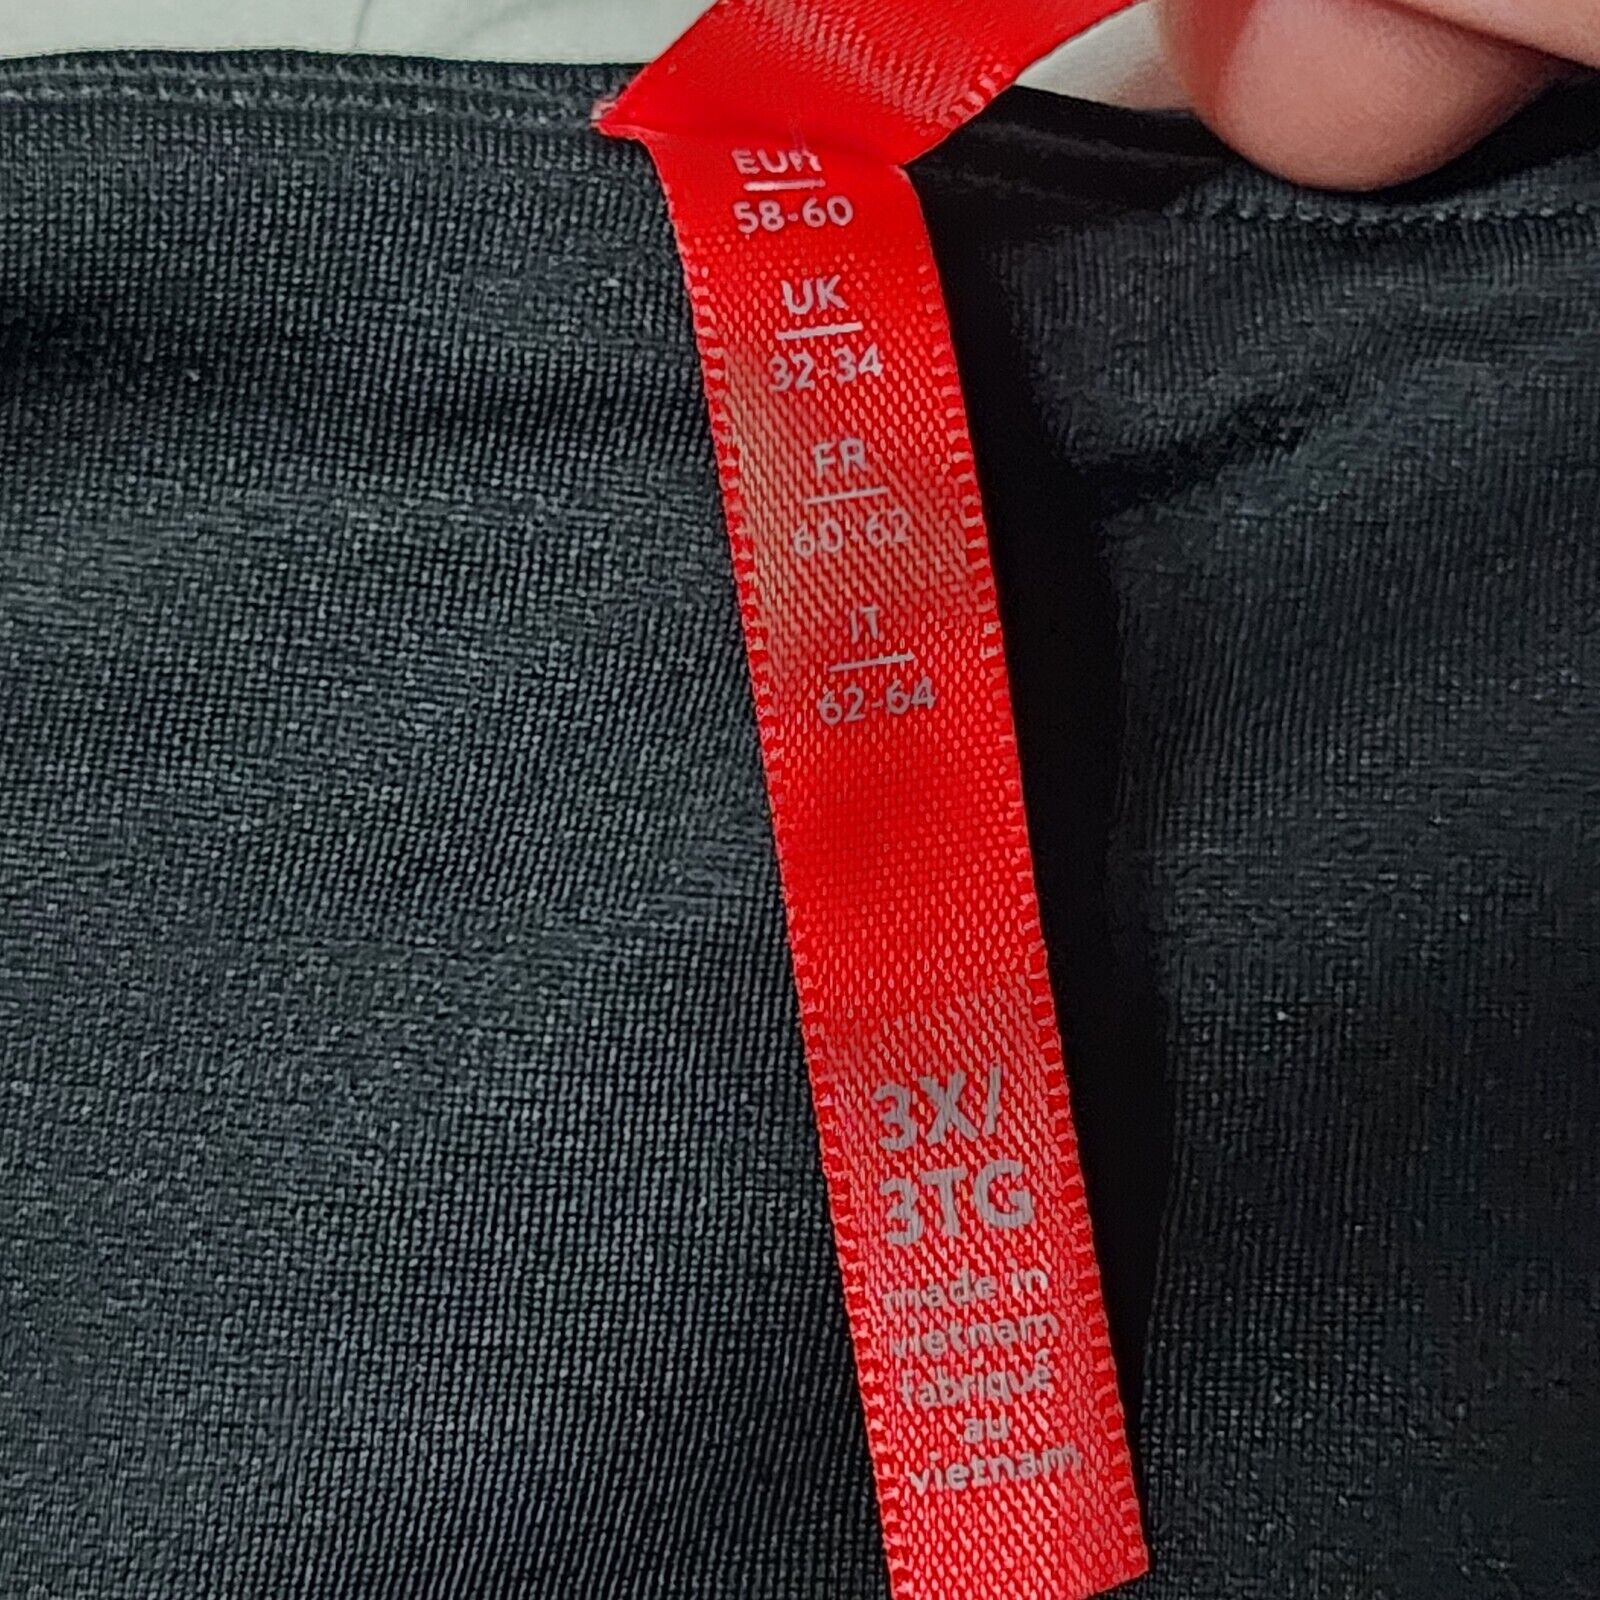 EUR
58-60
UK
32-34
FR
60-62
IT
62-64
3X/
3TG
made in
vietnam
fabriqué
au
vietnam